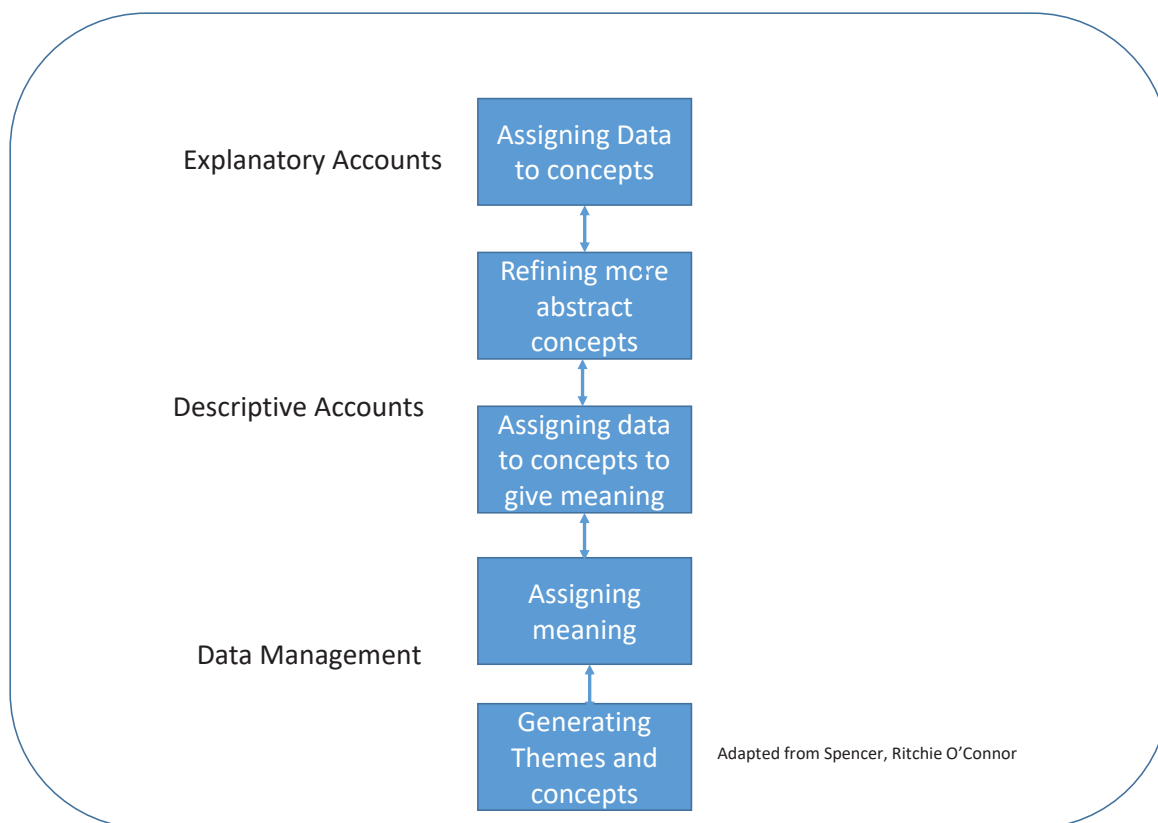 Explanatory Accounts
Assigning Data
to concepts
Refining more
abstract
concepts
Descriptive Accounts
Assigning data
to concepts to
give meaning
Assigning
meaning
Data Management
Generating
Themes and
concepts
Adapted from Spencer, Ritchie O’Connor